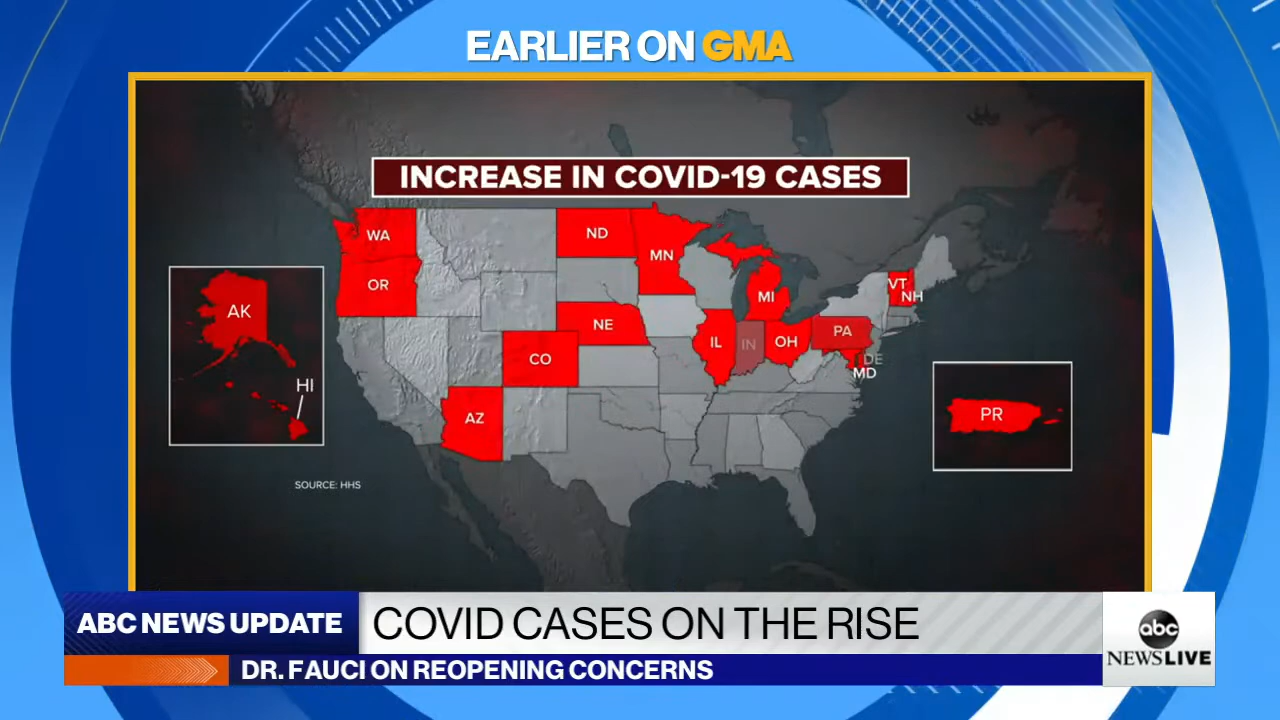 EARLIER ON GMA
INCREASE IN COVID-19 CASES
WA
ND
MN
OR
VT
NH
MI
AK
NE
PA
IL
IN
OH
CO
DE
MD
HI
AZ
PR
SOURCE: HHS
ABC NEWS UPDATE
COVID CASES ON THE RISE
DR. FAUCI ON REOPENING CONCERNS
abc
NEWSLIVE